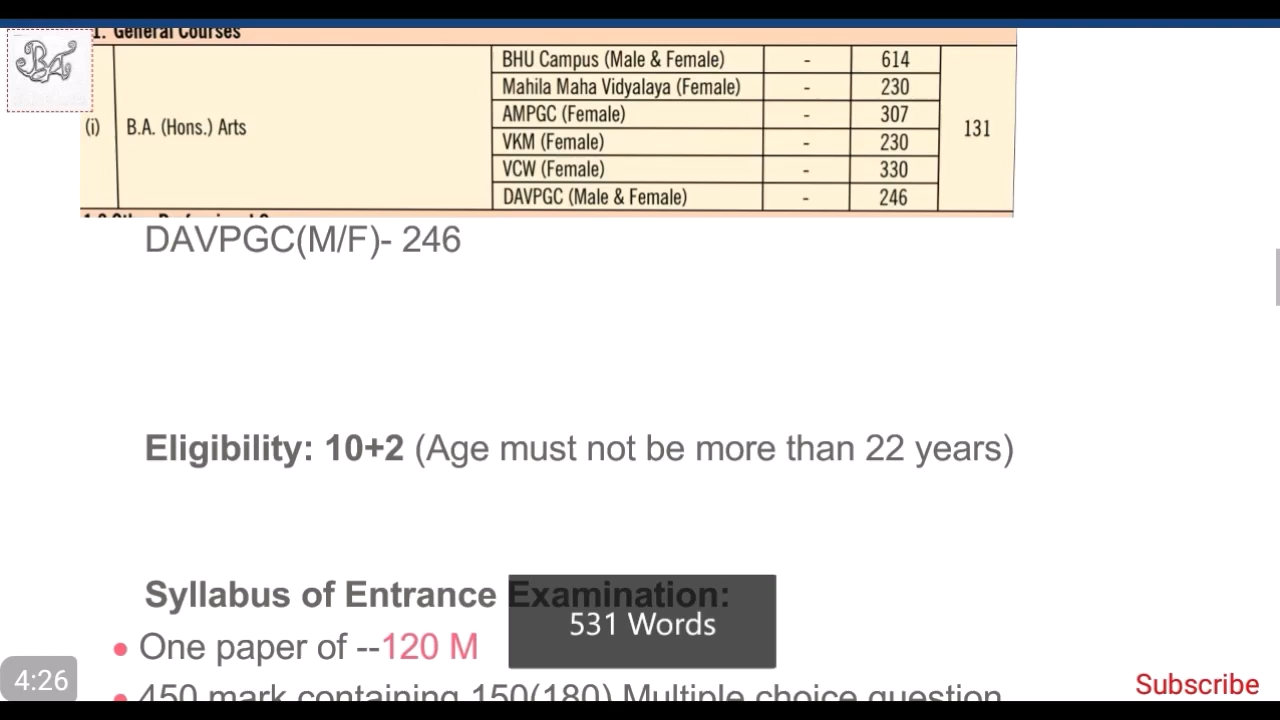 1. General Courses
BA
(i) B.A. (Hons.) Arts
BHU Campus (Male & Female) - 614
Mahila Maha Vidyalaya (Female) - 230
AMPGC (Female) - 307
VKM (Female) - 230
VCW (Female) - 330
DAVPGC (Male & Female) - 246
131
DAVPGC(M/F)- 246
Eligibility: 10+2 (Age must not be more than 22 years)
Syllabus of Entrance Examination:
531 Words
• One paper of --120 M
• 450 mark containing 150(180) Multiple choice question
4:26
Subscribe